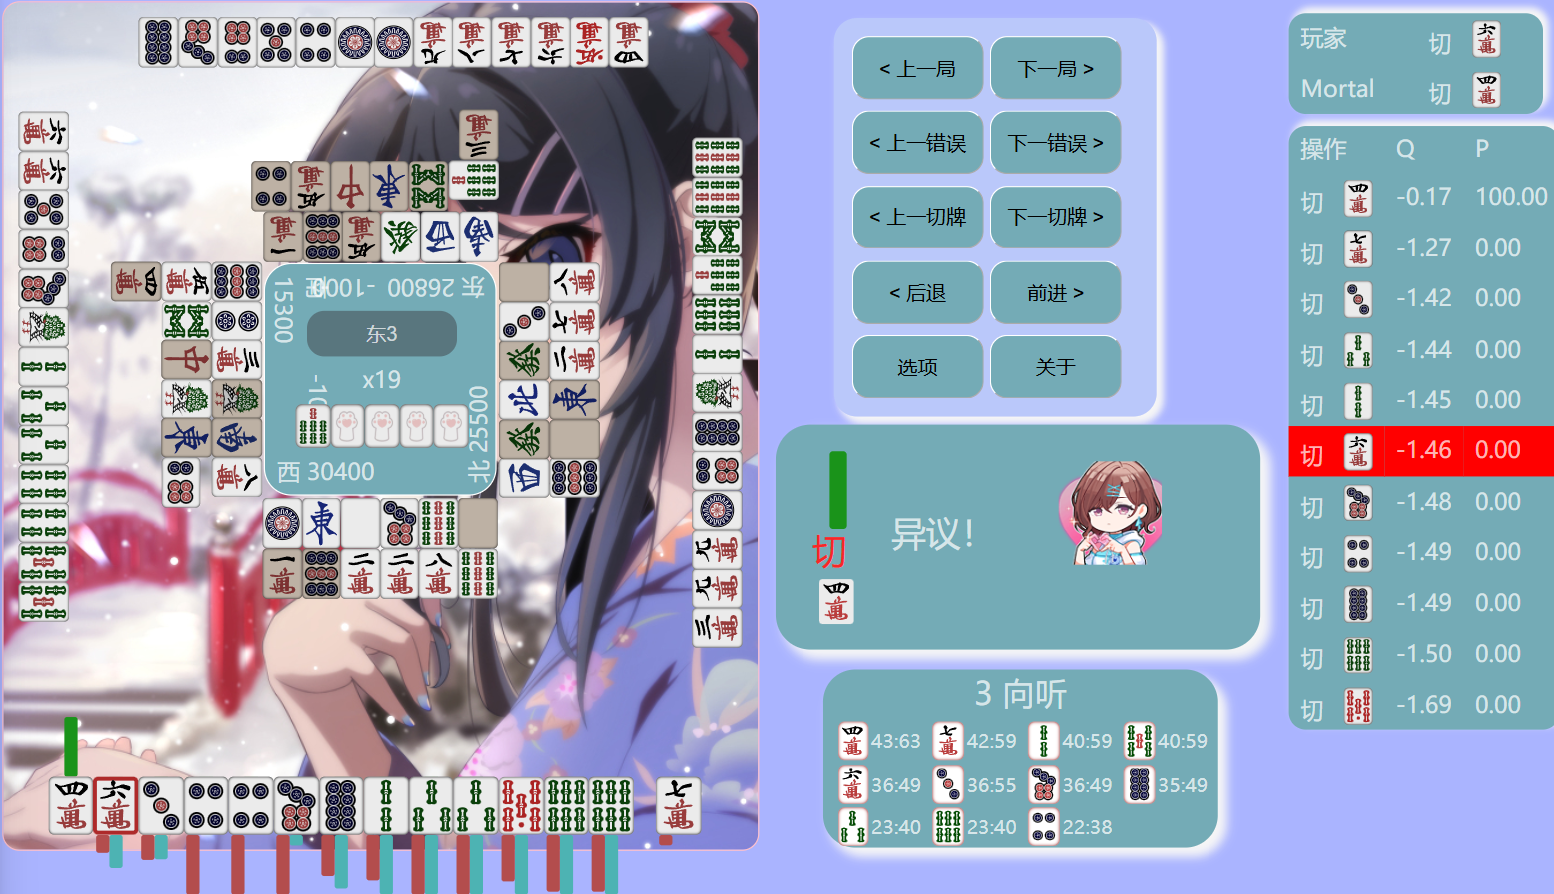 < 上一局
下一局 >
< 上一错误
下一错误 >
< 上一切牌
下一切牌 >
< 后退
前进 >
选项
关于
玩家 切
Mortal 切
操作 Q P
切 -0.17 100.00
切 -1.27 0.00
切 -1.42 0.00
切 -1.44 0.00
切 -1.45 0.00
切 -1.46 0.00
切 -1.48 0.00
切 -1.49 0.00
切 -1.49 0.00
切 -1.50 0.00
切 -1.69 0.00
15300
东 26800 -100
东3
x19
西 30400
北 25500
切
异议！
3 向听
43:63 42:59 40:59 40:59
36:49 36:55 36:49 35:49
23:40 23:40 22:38